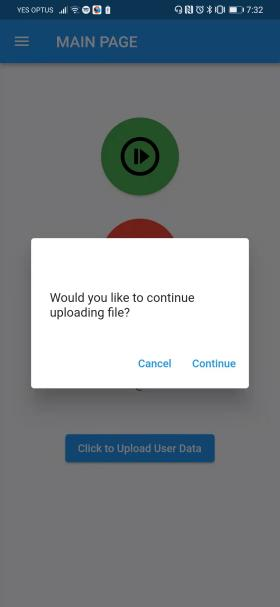 YES OPTUS
7:32
MAIN PAGE
Would you like to continue
uploading file?
Cancel
Continue
Click to Upload User Data